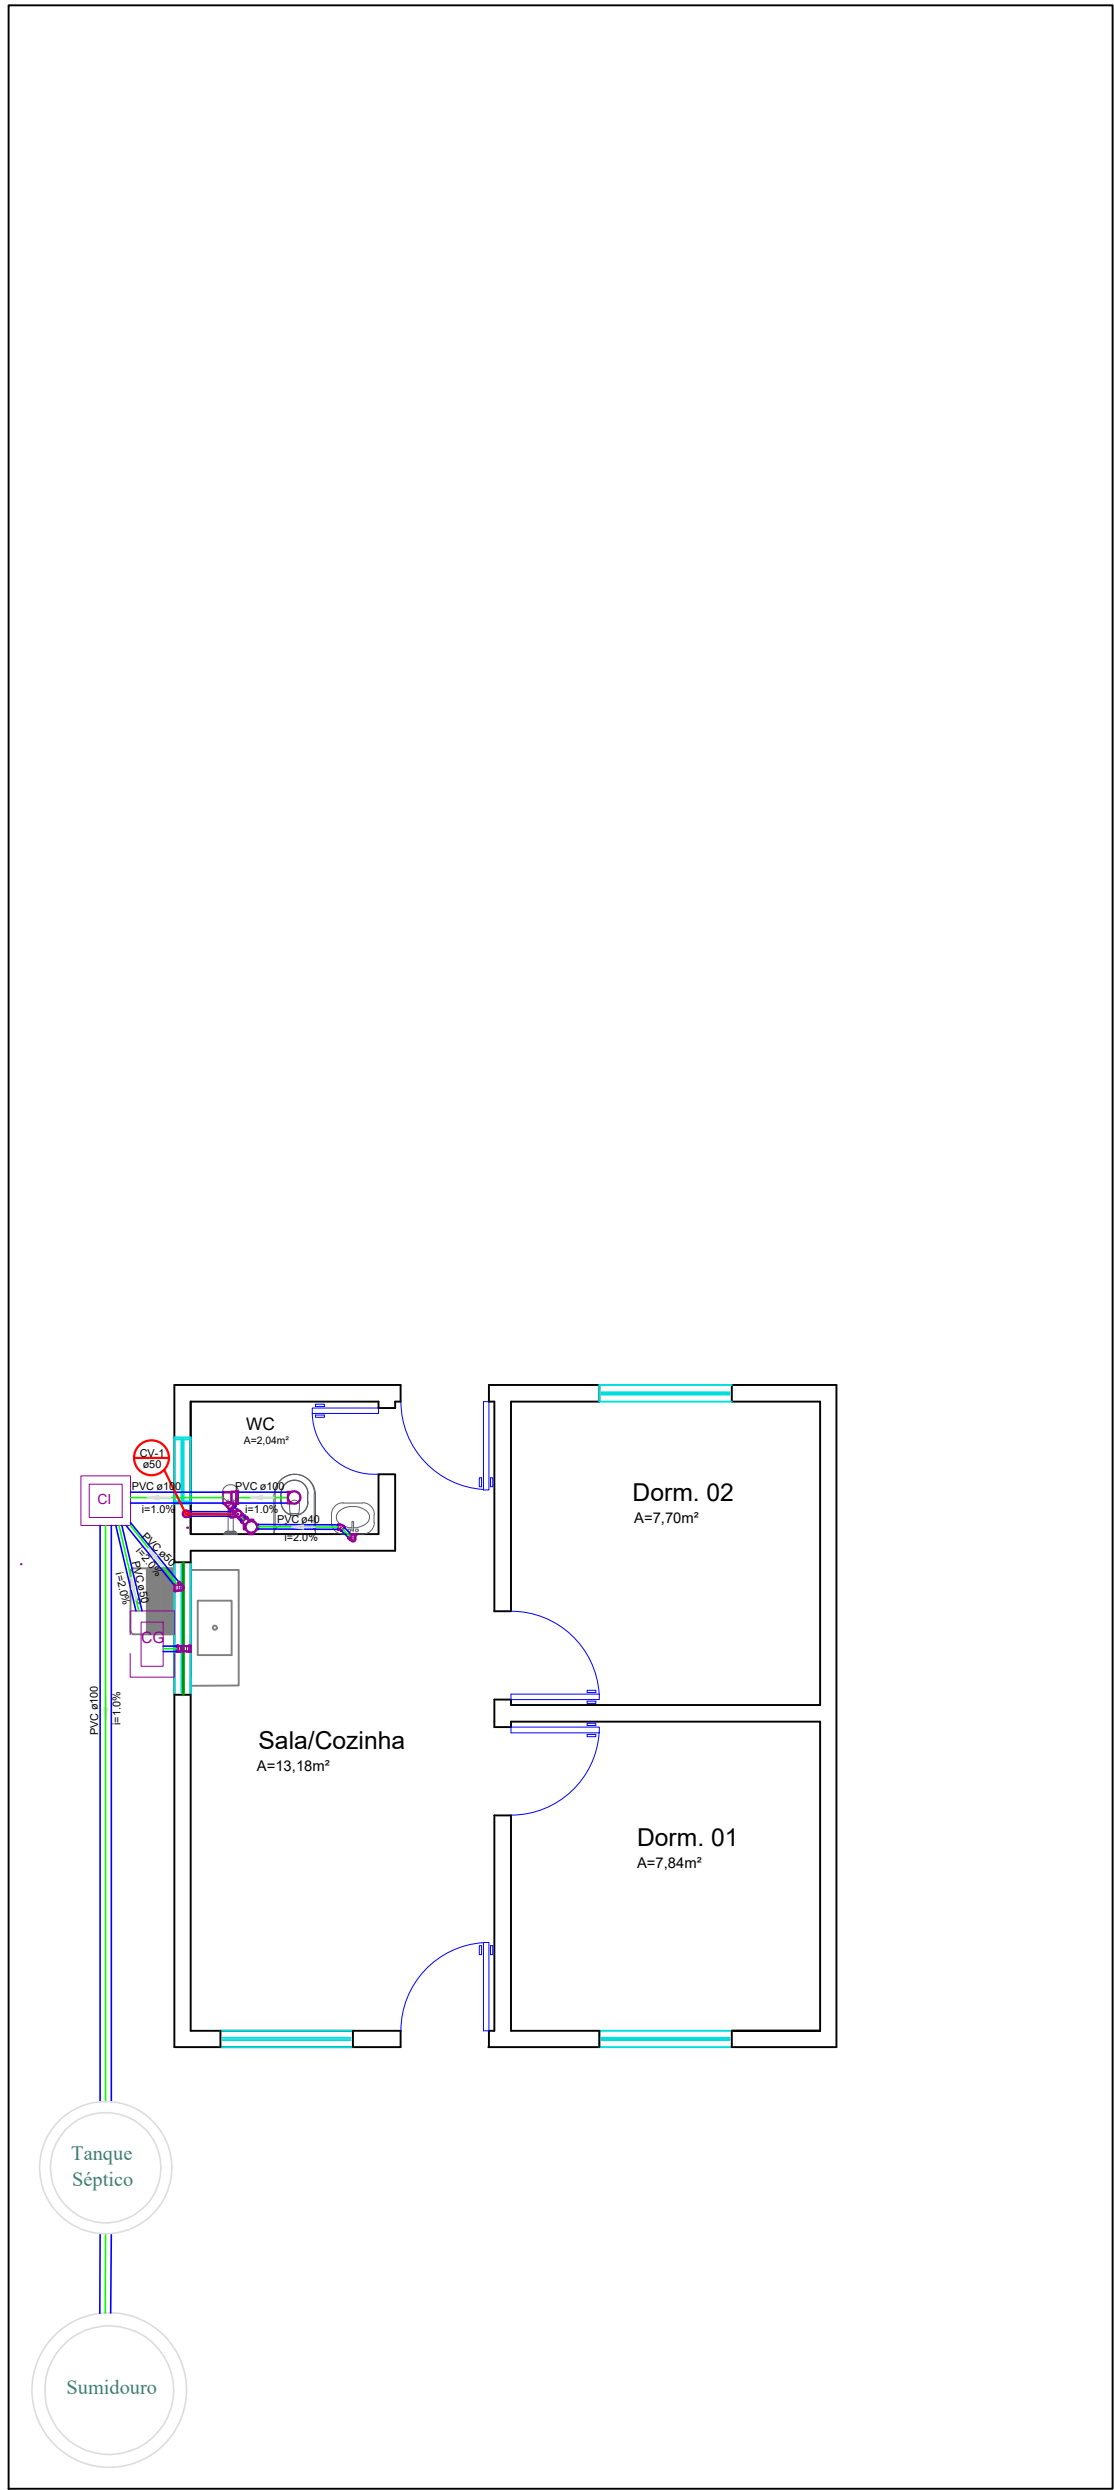 WC
A=2,04m²
CV-1
ø50
PVC ø100
PVC ø100
CI
i=1.0%
i=1.0%
PVC ø40
i=2.0%
Dorm. 02
A=7,70m²
PVC ø50
i=2.0%
PVC ø50
i=2.0%
CG
PVC ø100
i=1.0%
Sala/Cozinha
A=13,18m²
Dorm. 01
A=7,84m²
Tanque
Séptico
Sumidouro